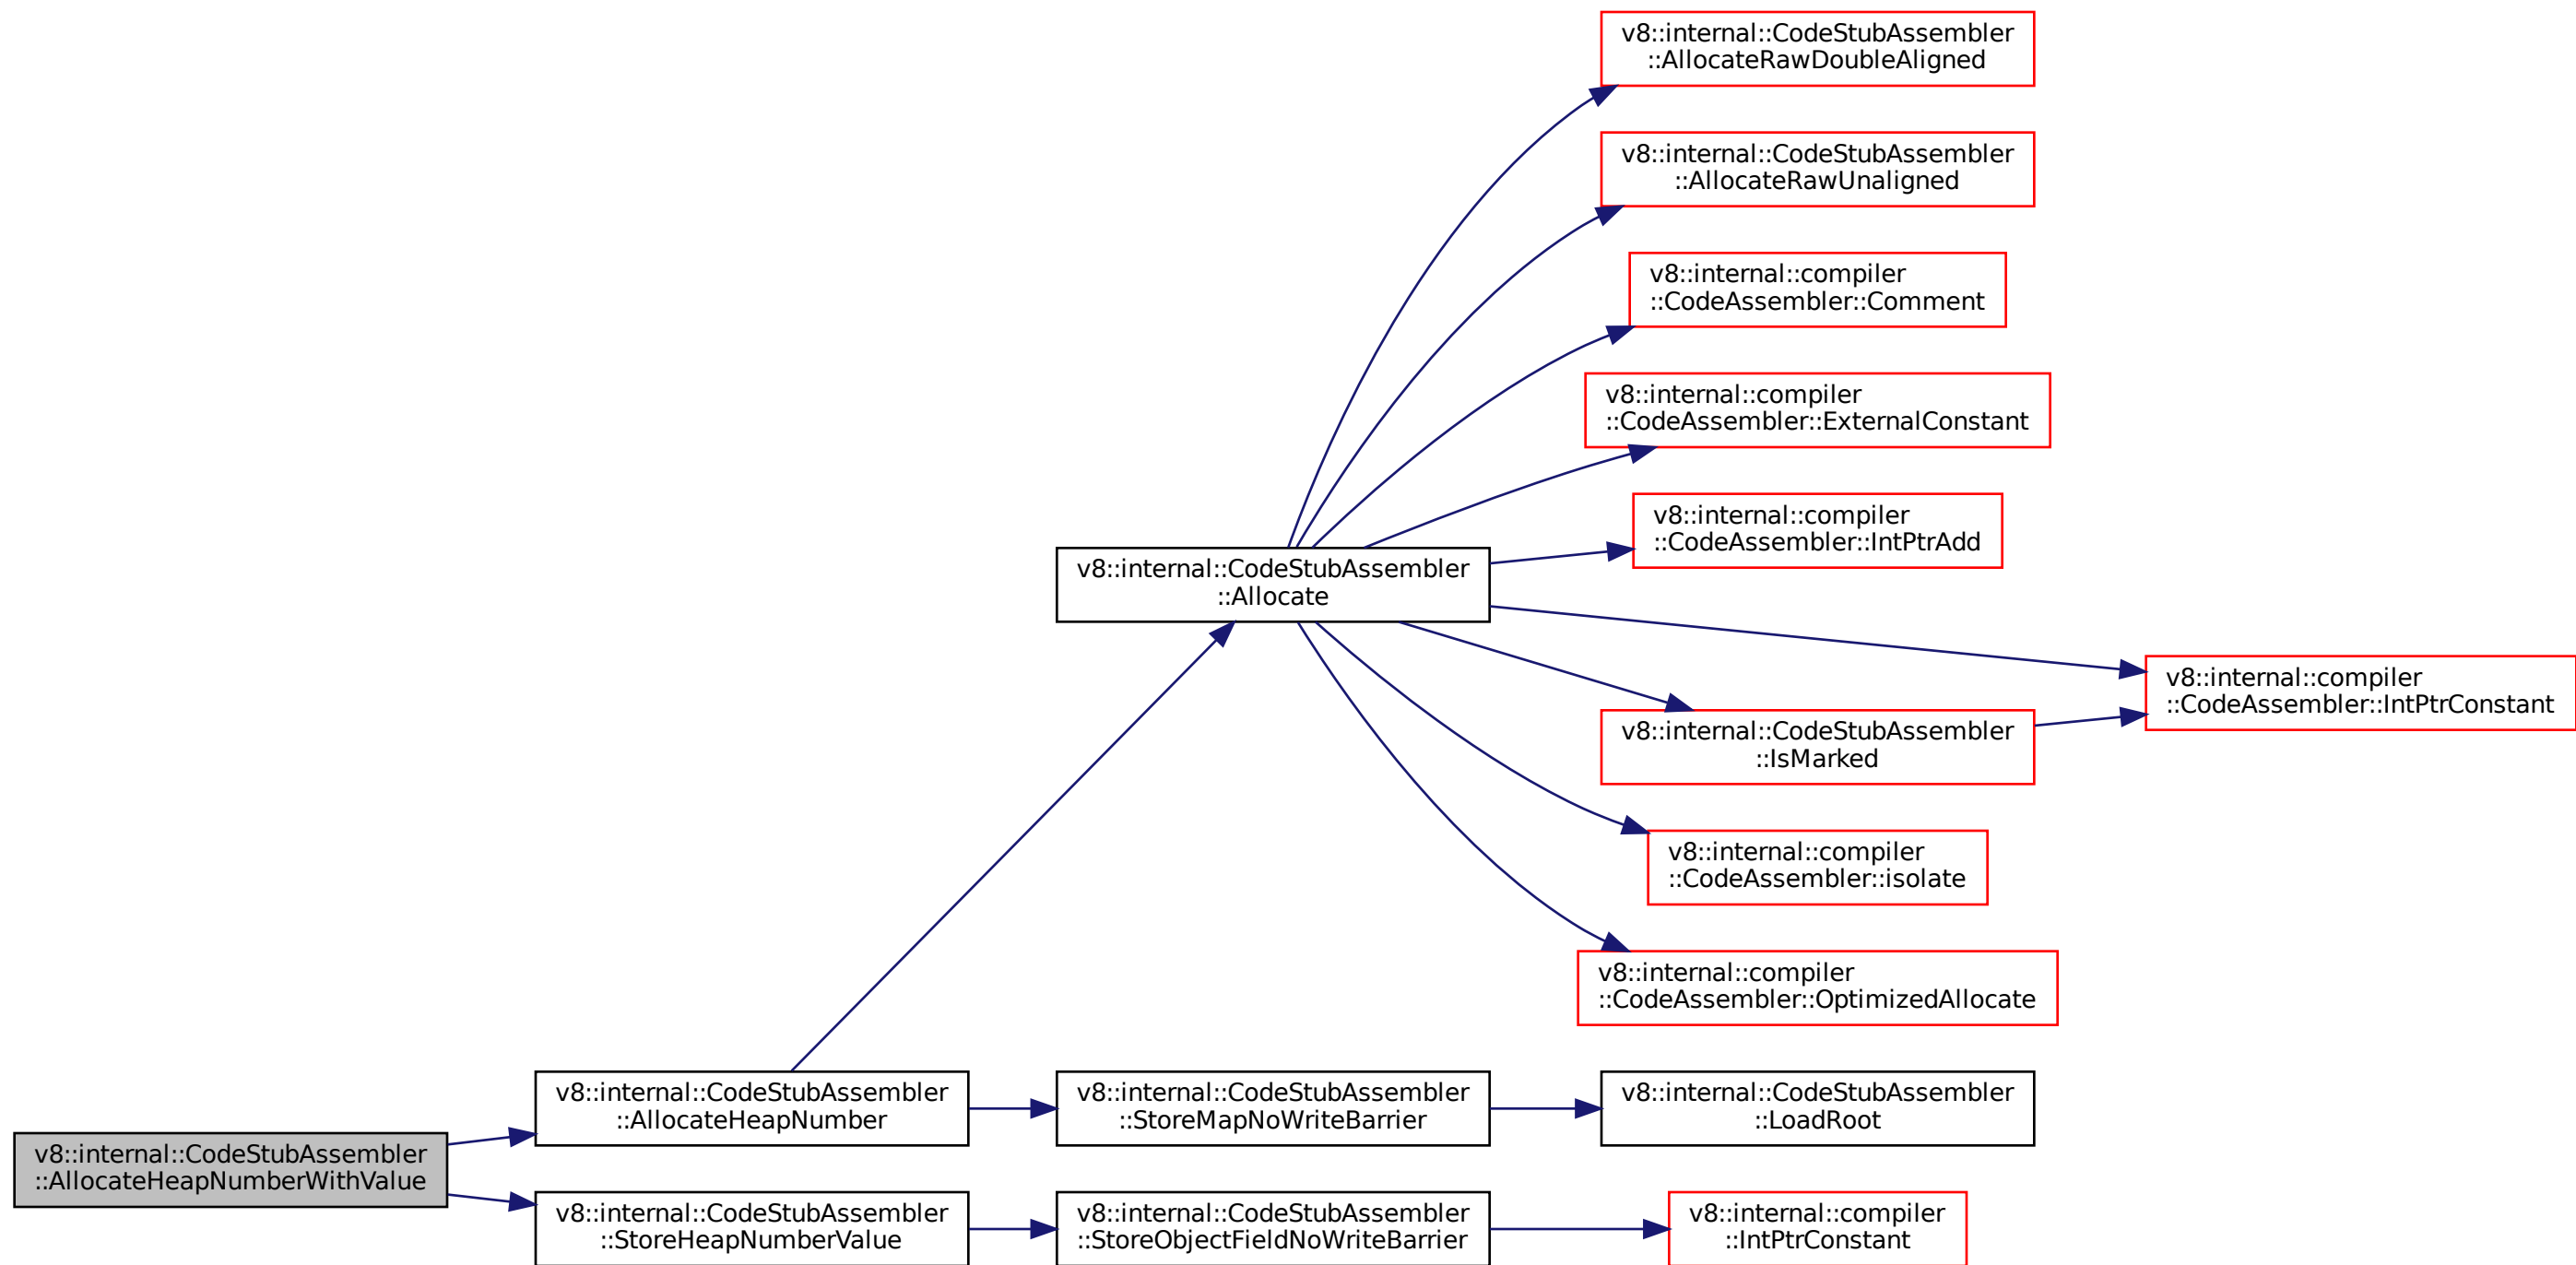 v8::internal::CodeStubAssembler
::AllocateRawDoubleAligned
v8::internal::CodeStubAssembler
::AllocateRawUnaligned
v8::internal::compiler
::CodeAssembler::Comment
v8::internal::compiler
::CodeAssembler::ExternalConstant
v8::internal::compiler
::CodeAssembler::IntPtrAdd
v8::internal::CodeStubAssembler
::Allocate
v8::internal::compiler
::CodeAssembler::IntPtrConstant
v8::internal::CodeStubAssembler
::IsMarked
v8::internal::compiler
::CodeAssembler::isolate
v8::internal::compiler
::CodeAssembler::OptimizedAllocate
v8::internal::CodeStubAssembler
::AllocateHeapNumberWithValue
v8::internal::CodeStubAssembler
::AllocateHeapNumber
v8::internal::CodeStubAssembler
::StoreMapNoWriteBarrier
v8::internal::CodeStubAssembler
::LoadRoot
v8::internal::CodeStubAssembler
::StoreHeapNumberValue
v8::internal::CodeStubAssembler
::StoreObjectFieldNoWriteBarrier
v8::internal::compiler
::IntPtrConstant